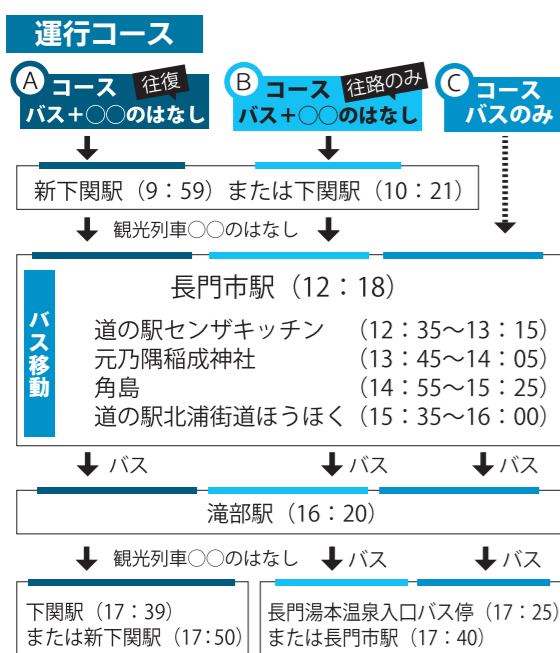 運行コース
A コース 往復
バス＋○○のはなし
B コース 往路のみ
バス＋○○のはなし
C コース
バスのみ
新下関駅（9：59）または下関駅（10：21）
観光列車○○のはなし
バス移動
長門市駅（12：18）
道の駅センザキッチン （12：35～13：15）
元乃隅稲成神社 （13：45～14：05）
角島 （14：55～15：25）
道の駅北浦街道ほうほく（15：35～16：00）
バス バス バス
滝部駅（16：20）
観光列車○○のはなし バス バス
下関駅（17：39）
または新下関駅（17：50）
長門湯本温泉入口バス停（17：25）
または長門市駅（17：40）